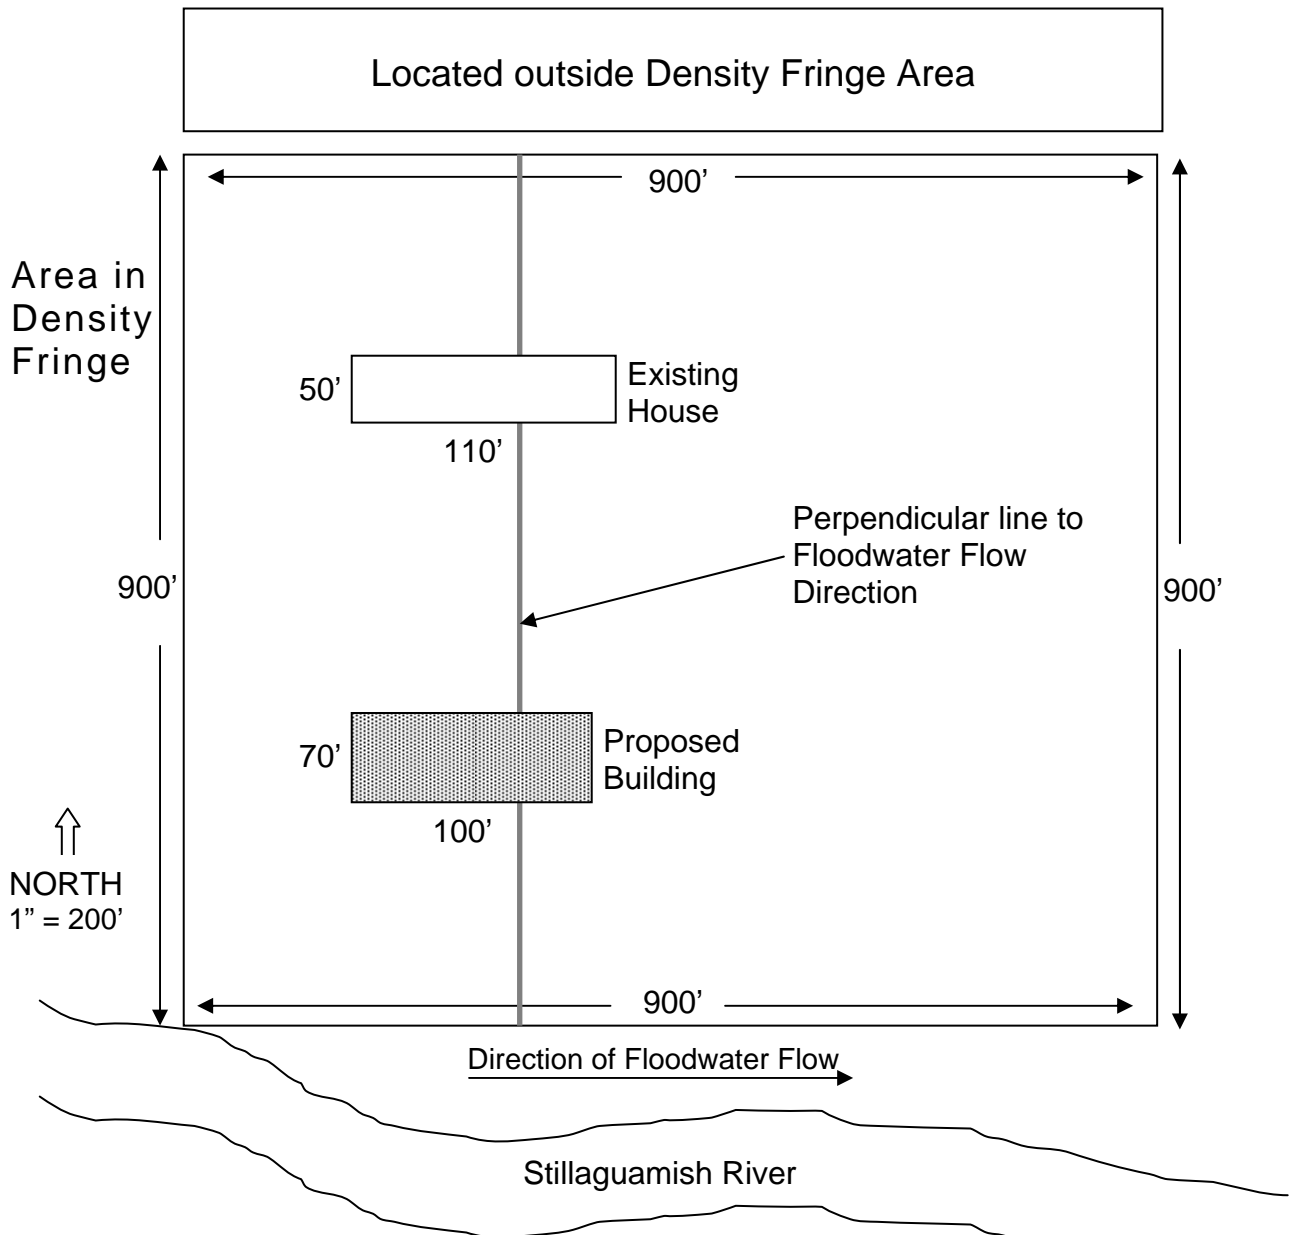 Located outside Density Fringe Area
900’
Area in
Density
Fringe
50’
Existing
House
110’
Perpendicular line to
Floodwater Flow
Direction
900’
900’
70’
Proposed
Building
100’
NORTH
1” = 200’
900’
Direction of Floodwater Flow
Stillaguamish River